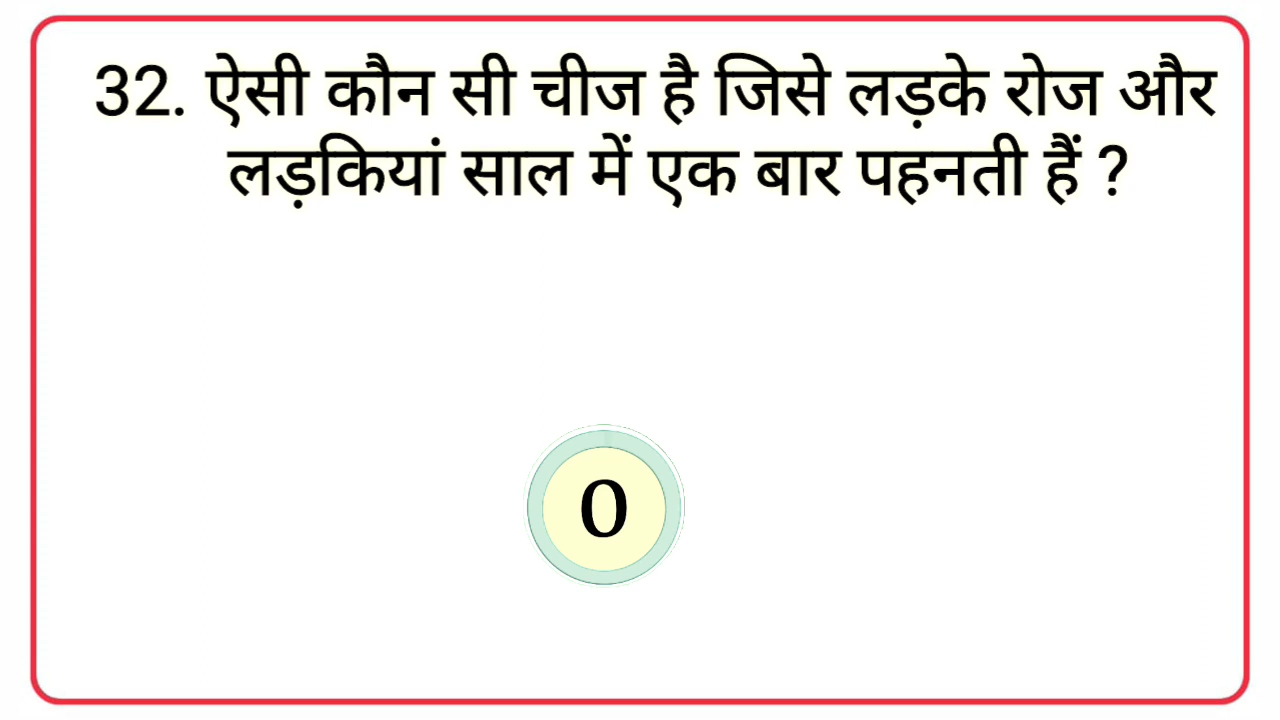 32. ऐसी कौन सी चीज है जिसे लड़के रोज और
लड़कियां साल में एक बार पहनती हैं ?
0